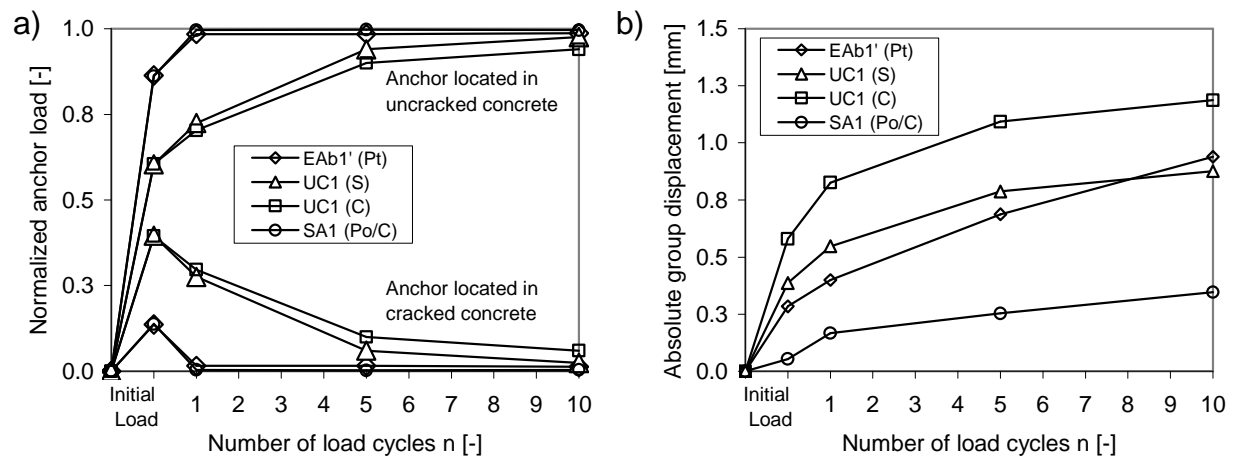 a)
Normalized anchor load [-]
1.0
0.8
0.5
0.3
0.0
Anchor located in
uncracked concrete
EAb1' (Pt)
UC1 (S)
UC1 (C)
SA1 (Po/C)
Anchor located in
cracked concrete
Initial
Load
1 2 3 4 5 6 7 8 9 10
Number of load cycles n [-]
b)
Absolute group displacement [mm]
1.5
1.3
1.0
0.8
0.5
0.3
0.0
EAb1' (Pt)
UC1 (S)
UC1 (C)
SA1 (Po/C)
Initial
Load
1 2 3 4 5 6 7 8 9 10
Number of load cycles n [-]